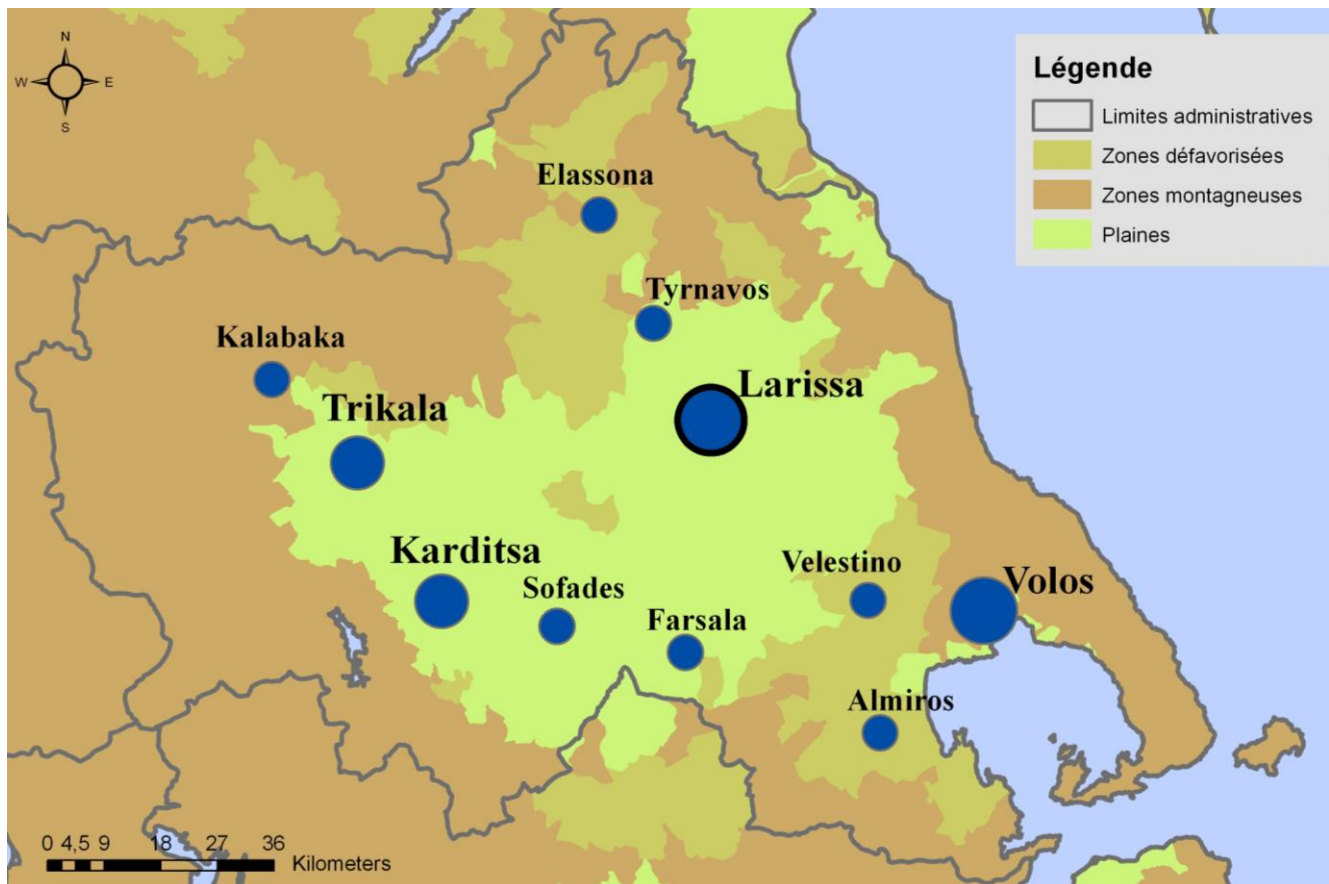 N
W E
S
Légende
Limites administratives
Zones défavorisées
Zones montagneuses
Plaines
Elassona
Tyrnavos
Kalabaka
Larissa
Trikala
Karditsa
Sofades
Velestino
Volos
Farsala
Almiros
0 4,5 9 18 27 36
Kilometers